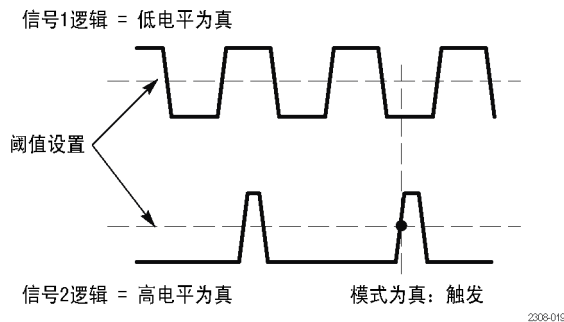 信号1逻辑 = 低电平为真
阈值设置
信号2逻辑 = 高电平为真
模式为真：触发
2308-019